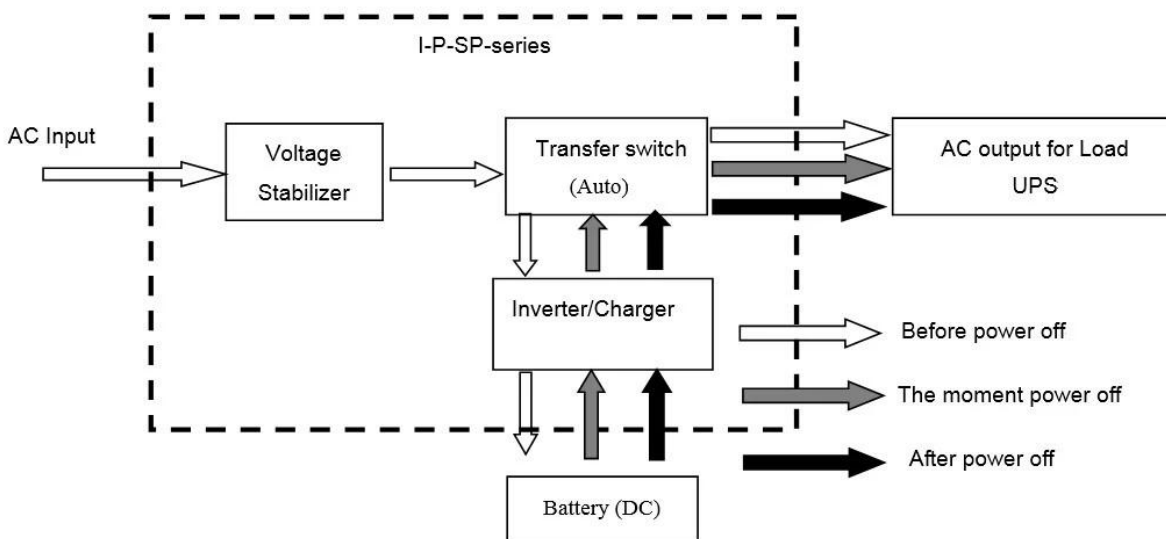 I-P-SP-series
AC Input
Voltage
Stabilizer
Transfer switch
(Auto)
AC output for Load
UPS
Inverter/Charger
Before power off
The moment power off
After power off
Battery (DC)